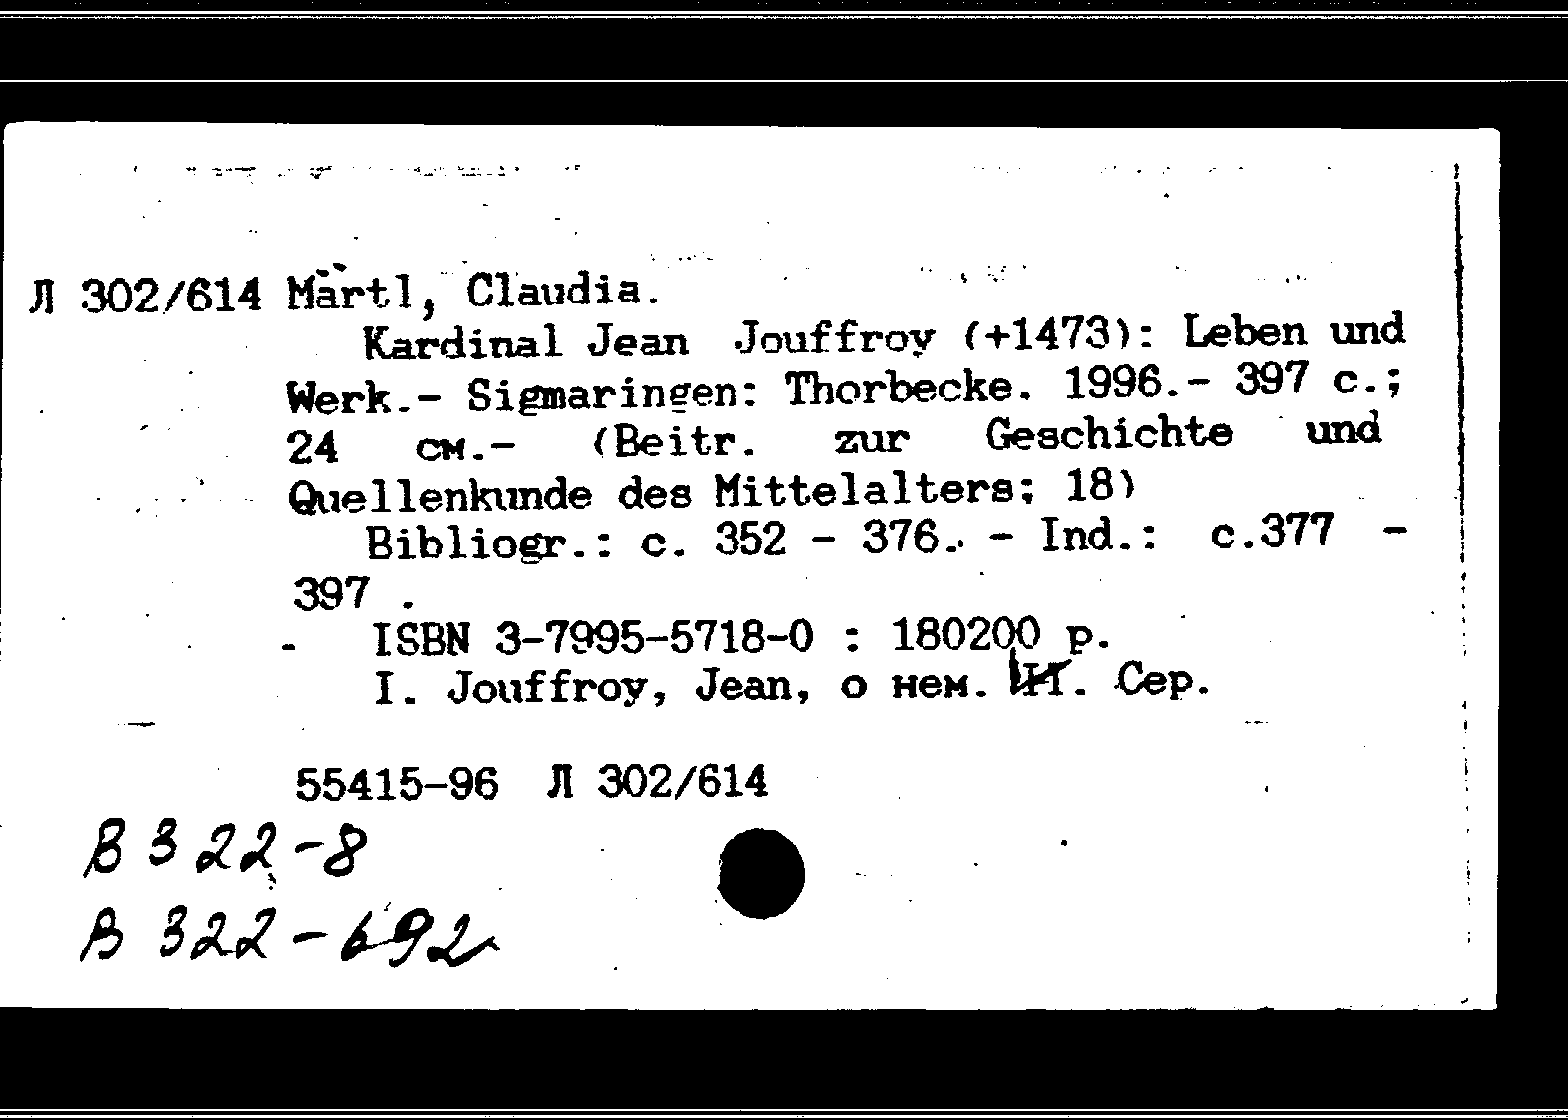 Л 302/614 Märtl, Claudia.
Kardinal Jean Jouffroy (+1473): Leben und
Werk.- Sigmaringen: Thorbecke. 1996.- 397 с.;
24 см.- (Beitr. zur Geschichte und
Quellenkunde des Mittelalters; 18)
Bibliogr.: с. 352 - 376. - Ind.: с.377 -
397 .
ISBN 3-7995-5718-0 : 180200 р.
I. Jouffroy, Jean, о нем. . Сер.
55415-96 Л 302/614
В 322-8
В 322-692